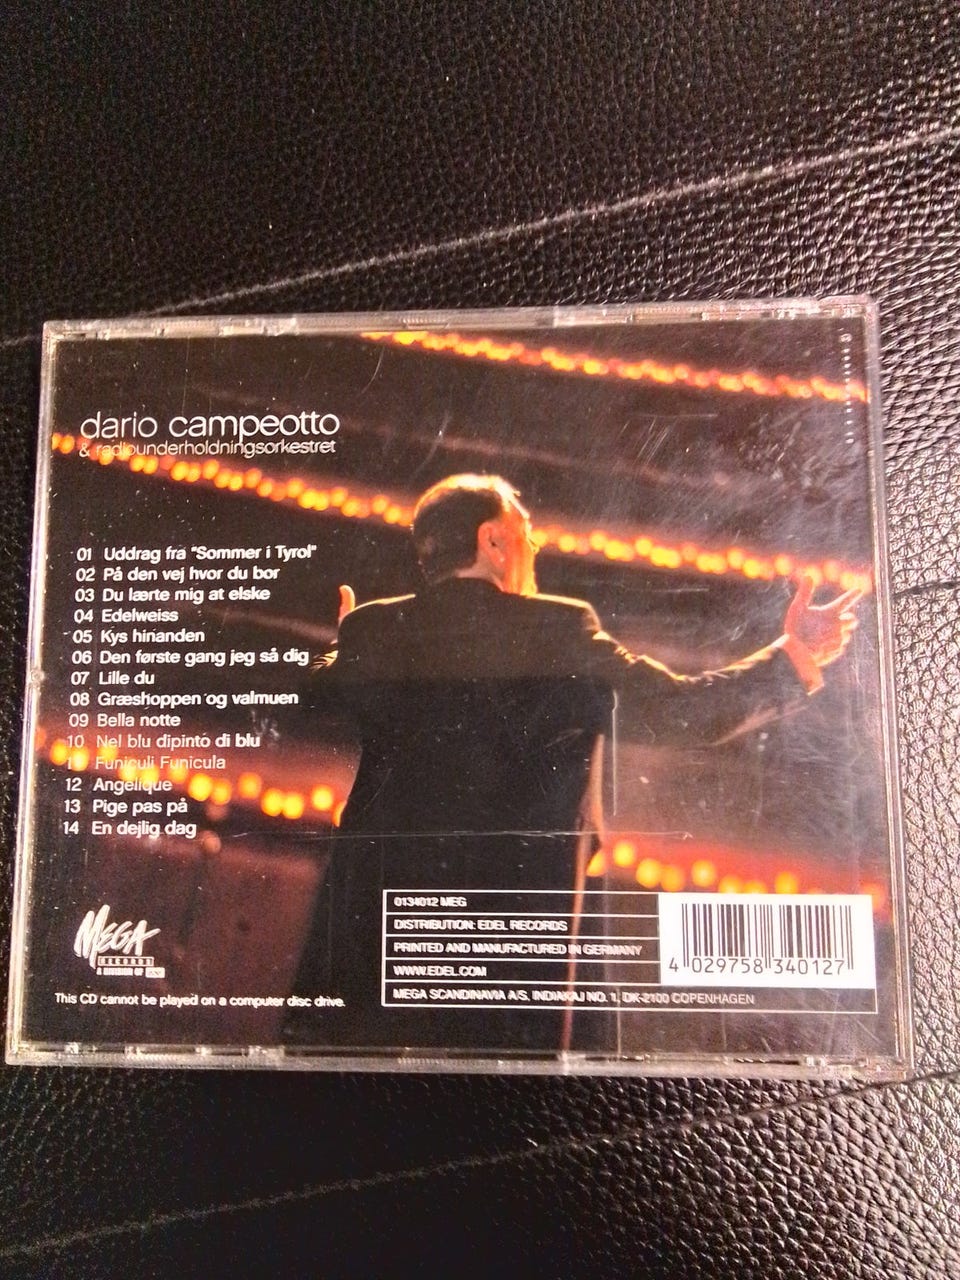 dario campeotto
& radiounderholdningsorkestret
01 Uddrag fra "Sommer i Tyrol"
02 På den vej hvor du bor
03 Du lærte mig at elske
04 Edelweiss
05 Kys hinanden
06 Den første gang jeg så dig
07 Lille du
08 Græshoppen og valmuen
09 Bella notte
10 Nel blu dipinto di blu
11 Funiculi Funicula
12 Angelique
13 Pige pas på
14 En dejlig dag
MEGA
RECORDS
A DIVISION OF
This CD cannot be played on a computer disc drive.
0134012 MEG
DISTRIBUTION: EDEL RECORDS
PRINTED AND MANUFACTURED IN GERMANY
WWW.EDEL.COM
MEGA SCANDINAVIA A/S, INDIAKAJ NO. 1, DK-2100 COPENHAGEN
4 029758 340127